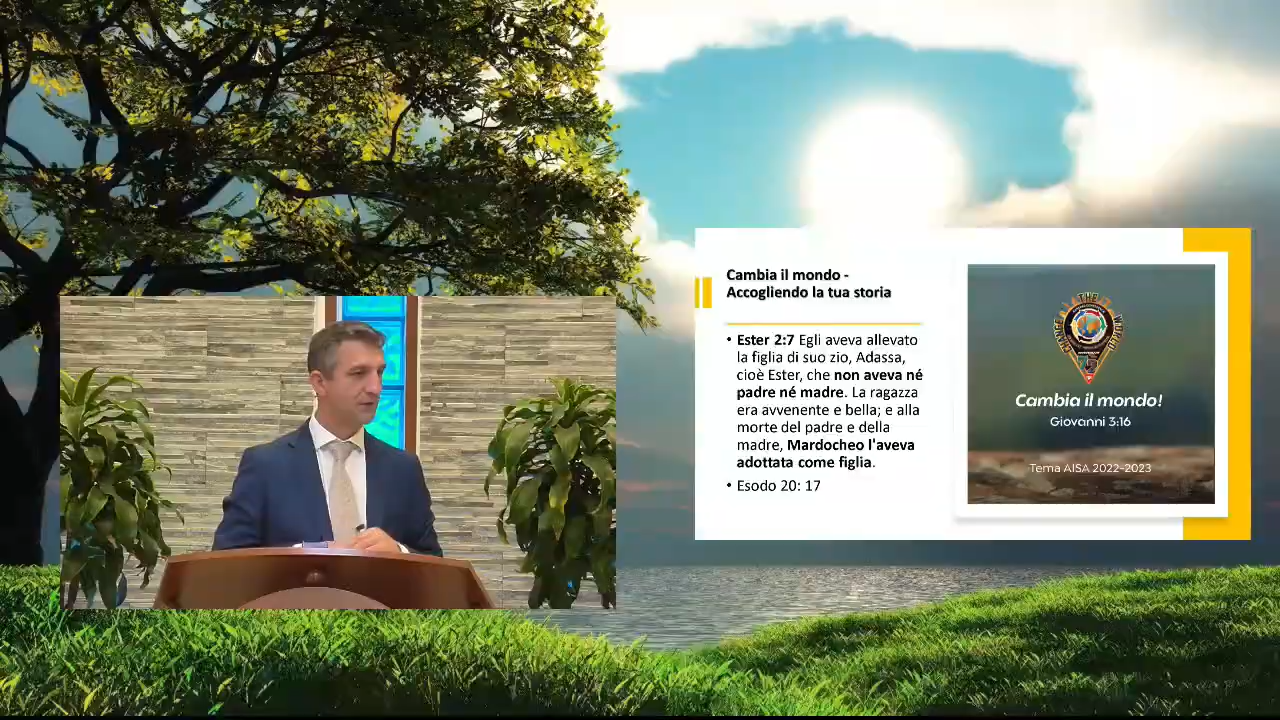 Cambia il mondo -
Accogliendo la tua storia
• Ester 2:7 Egli aveva allevato
la figlia di suo zio, Adassa,
cioè Ester, che non aveva né
padre né madre. La ragazza
era avvenente e bella; e alla
morte del padre e della
madre, Mardocheo l'aveva
adottata come figlia.
• Esodo 20: 17
THE
Cambia il mondo!
Giovanni 3:16
Tema AISA 2022-2023